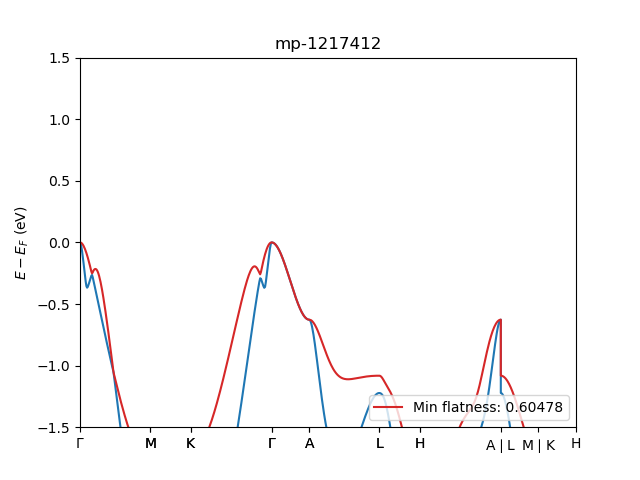 mp-1217412
E − E_F (eV)
1.5
1.0
0.5
0.0
−0.5
−1.0
−1.5
Min flatness: 0.60478
Γ M K Γ A L H A | L M | K H